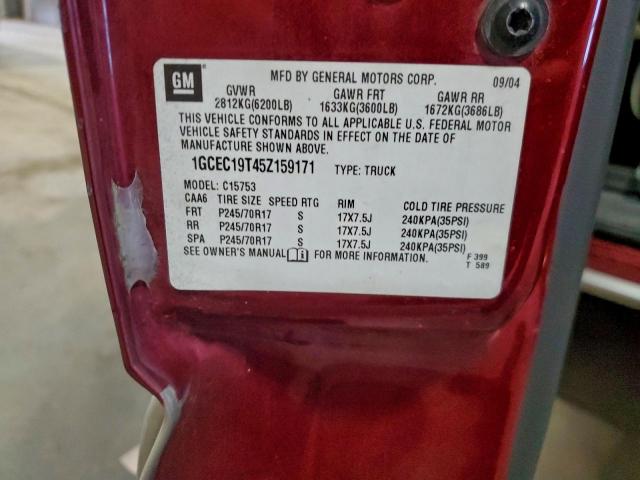 GM
MFD BY GENERAL MOTORS CORP. 09/04
GVWR GAWR FRT GAWR RR
2812KG(6200LB) 1633KG(3600LB) 1672KG(3686LB)
THIS VEHICLE CONFORMS TO ALL APPLICABLE U.S. FEDERAL MOTOR
VEHICLE SAFETY STANDARDS IN EFFECT ON THE DATE OF
MANUFACTURE SHOWN ABOVE.
1GCEC19T45Z159171 TYPE: TRUCK
MODEL: C15753
CAA6 TIRE SIZE SPEED RTG RIM COLD TIRE PRESSURE
FRT P245/70R17 S 17X7.5J 240KPA(35PSI)
RR P245/70R17 S 17X7.5J 240KPA(35PSI)
SPA P245/70R17 S 17X7.5J 240KPA(35PSI)
SEE OWNER'S MANUAL FOR MORE INFORMATION. F 399
T 589